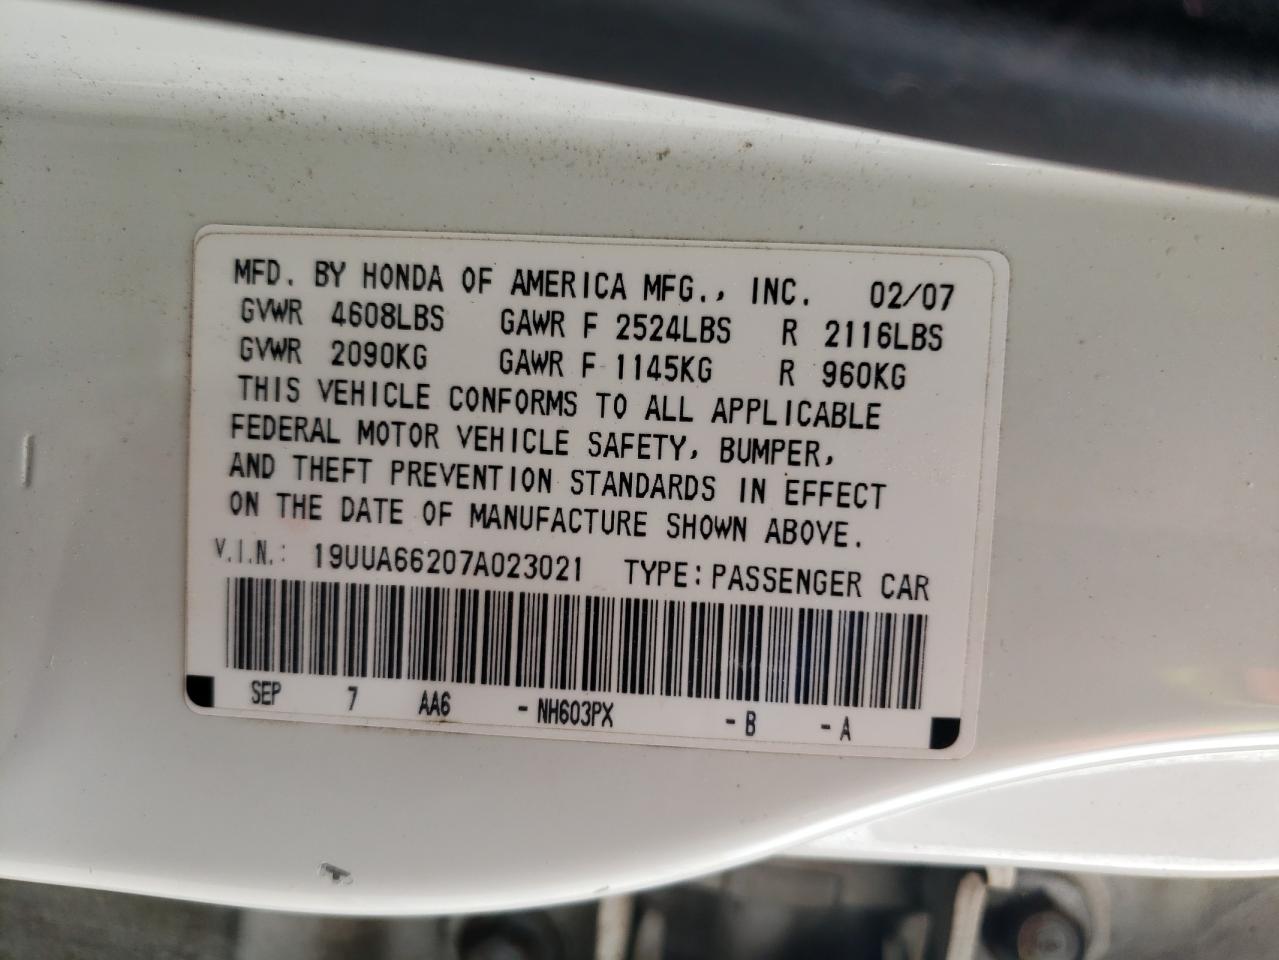 MFD. BY HONDA OF AMERICA MFG., INC. 02/07
GVWR 4608LBS GAWR F 2524LBS R 2116LBS
GVWR 2090KG GAWR F 1145KG R 960KG
THIS VEHICLE CONFORMS TO ALL APPLICABLE
FEDERAL MOTOR VEHICLE SAFETY, BUMPER,
AND THEFT PREVENTION STANDARDS IN EFFECT
ON THE DATE OF MANUFACTURE SHOWN ABOVE.
V.I.N.: 19UUA66207A023021 TYPE: PASSENGER CAR
SEP 7 AA6 - NH603PX - B - A